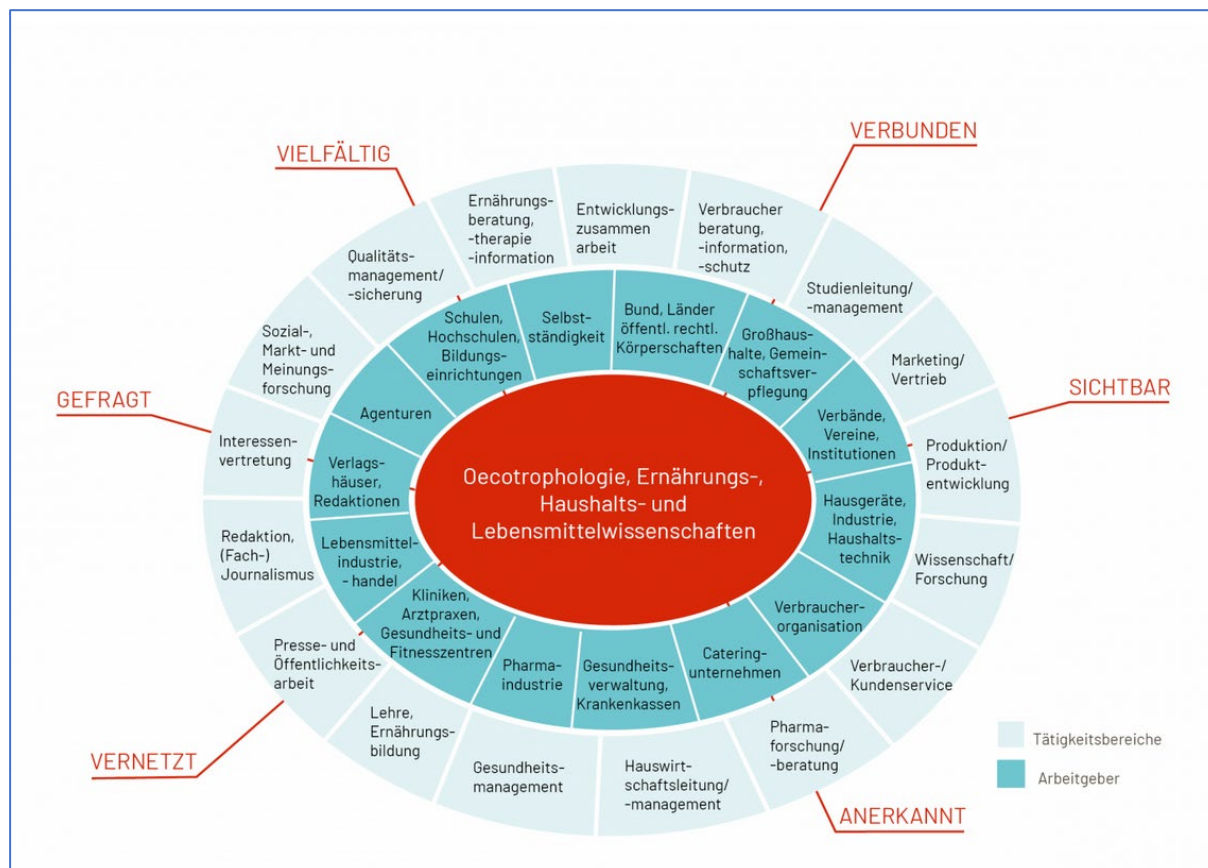 VERBUNDEN
VIELFÄLTIG
SICHTBAR
GEFRAGT
VERNETZT
ANERKANNT
Ernährungs-
beratung,
-therapie
-information
Entwicklungs-
zusammen
arbeit
Verbraucher
beratung,
-information,
-schutz
Studienleitung/
-management
Marketing/
Vertrieb
Produktion/
Produkt-
entwicklung
Wissenschaft/
Forschung
Verbraucher-/
Kundenservice
Pharma-
forschung/
-beratung
Hauswirt-
schaftsleitung/
-management
Gesundheits-
management
Lehre,
Ernährungs-
bildung
Presse- und
Öffentlichkeits-
arbeit
Redaktion,
(Fach-)
Journalismus
Interessen-
vertretung
Sozial-,
Markt- und
Meinungs-
forschung
Qualitäts-
management/
-sicherung
Schulen,
Hochschulen,
Bildungs-
einrichtungen
Selbst-
ständigkeit
Bund, Länder
öffentl. rechtl.
Körperschaften
Großhaus-
halte, Gemein-
schaftsver-
pflegung
Verbände,
Vereine,
Institutionen
Hausgeräte,
Industrie,
Haushalts-
technik
Verbraucher-
organisation
Catering-
unternehmen
Gesundheits-
verwaltung,
Krankenkassen
Pharma-
industrie
Kliniken,
Arztpraxen,
Gesundheits- und
Fitnesszentren
Lebensmittel-
industrie,
- handel
Verlags-
häuser,
Redaktionen
Agenturen
Oecotrophologie, Ernährungs-,
Haushalts- und
Lebensmittelwissenschaften
Tätigkeitsbereiche
Arbeitgeber